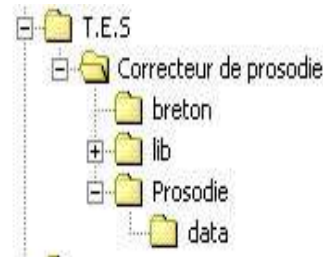 T.E.S
Correcteur de prosodie
breton
lib
Prosodie
data